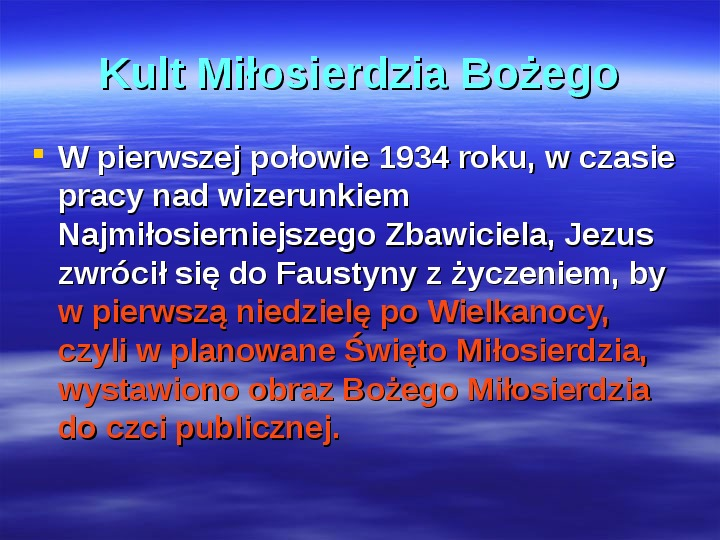 Kult Miłosierdzia Bożego
W pierwszej połowie 1934 roku, w czasie
pracy nad wizerunkiem
Najmiłosierniejszego Zbawiciela, Jezus
zwrócił się do Faustyny z życzeniem, by
w pierwszą niedzielę po Wielkanocy,
czyli w planowane Święto Miłosierdzia,
wystawiono obraz Bożego Miłosierdzia
do czci publicznej.